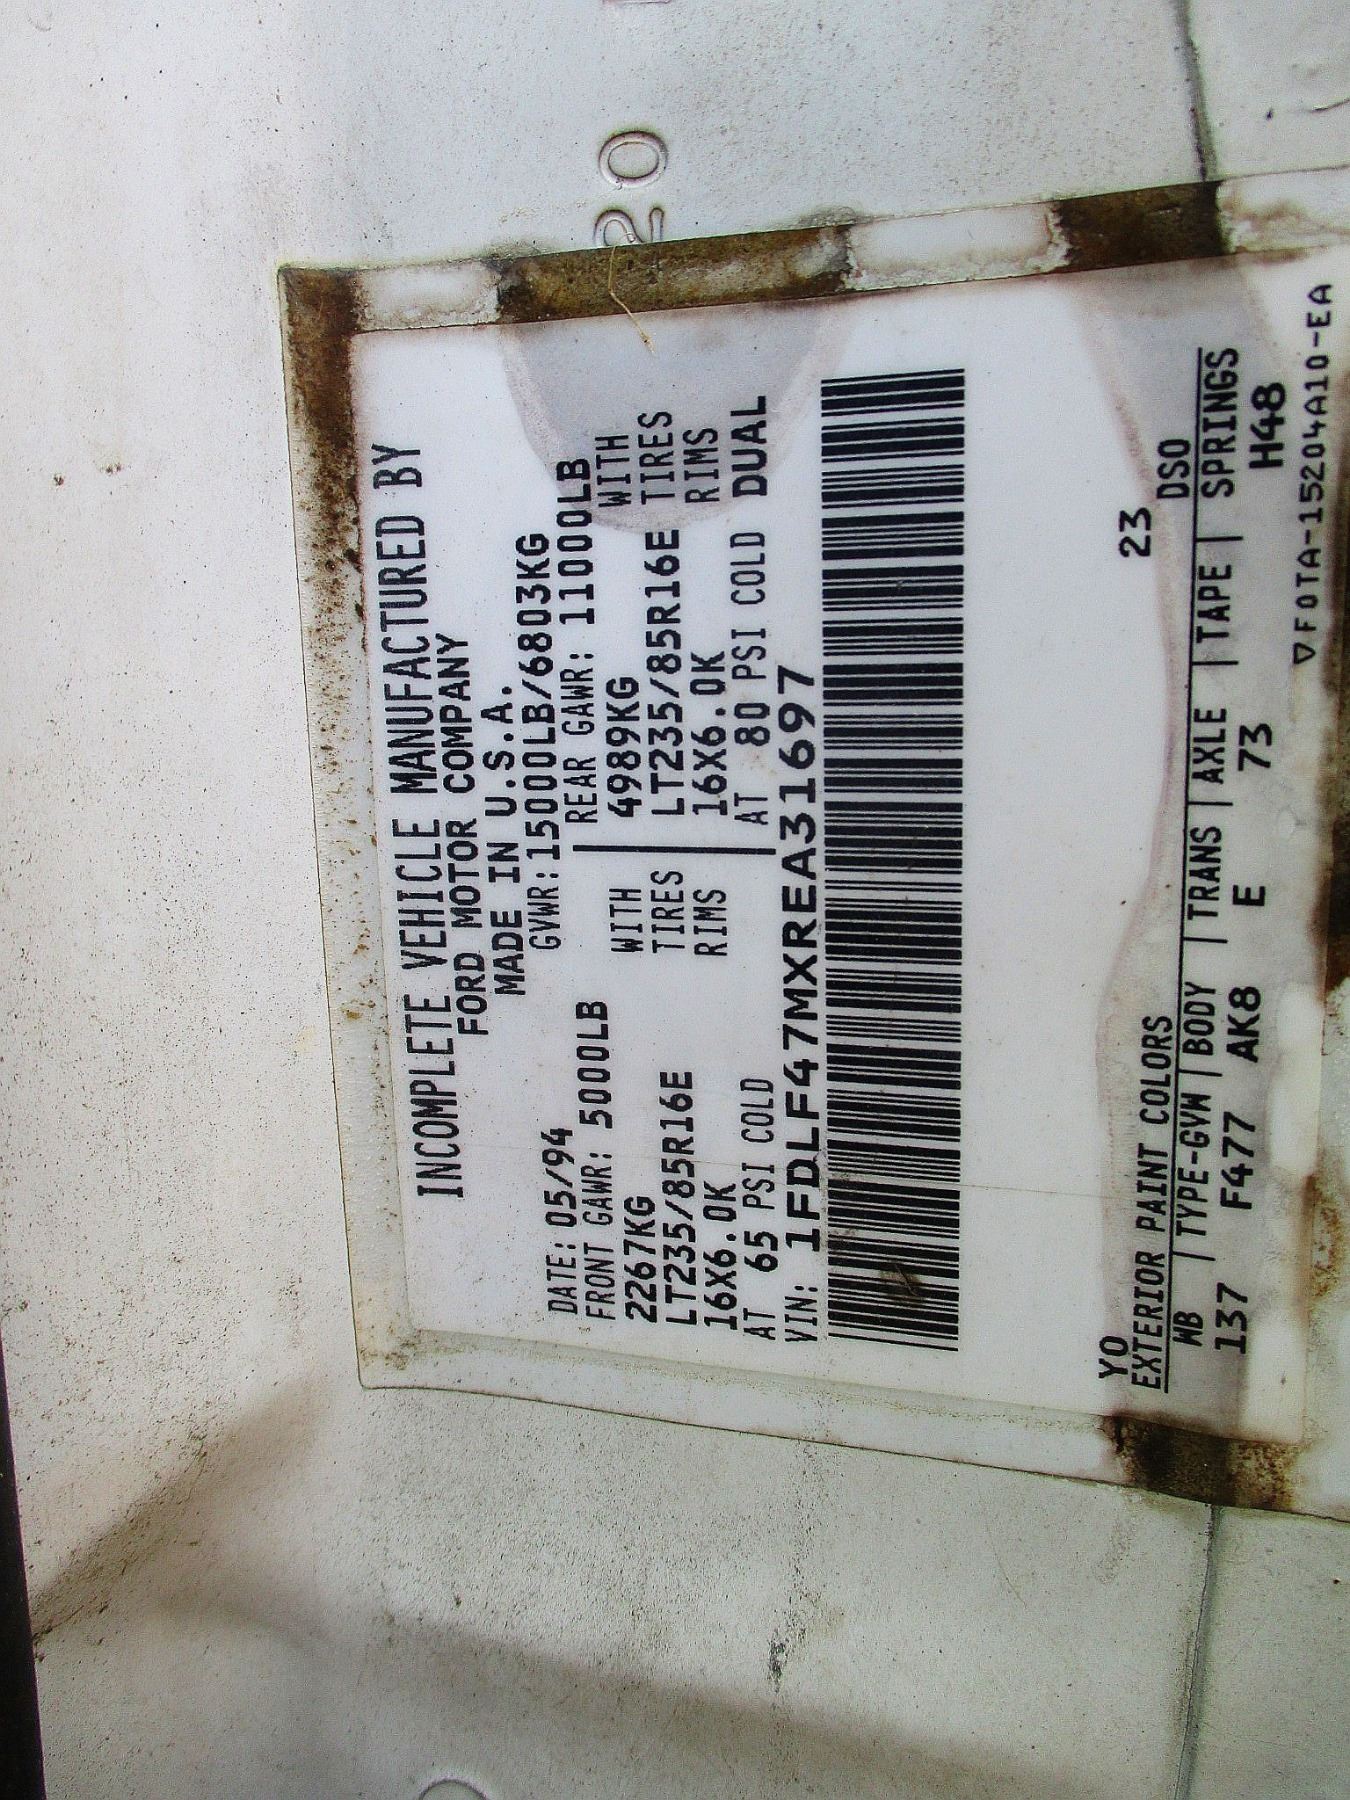 20
INCOMPLETE VEHICLE MANUFACTURED BY
FORD MOTOR COMPANY
MADE IN U.S.A.
DATE: 05/94 GVWR: 15000LB/6803KG
FRONT GAWR: 5000LB REAR GAWR: 11000LB
2267KG WITH 4989KG WITH
LT235/85R16E TIRES LT235/85R16E TIRES
16X6.0K RIMS 16X6.0K RIMS
AT 65 PSI COLD AT 80 PSI COLD DUAL
VIN: 1FDLF47MXREA31697
YO 23
EXTERIOR PAINT COLORS DSO
WB | TYPE-GVW | BODY | TRANS | AXLE | TAPE | SPRINGS
137 F477 AK8 E 73 H48
▽F0TA-15204A10-EA